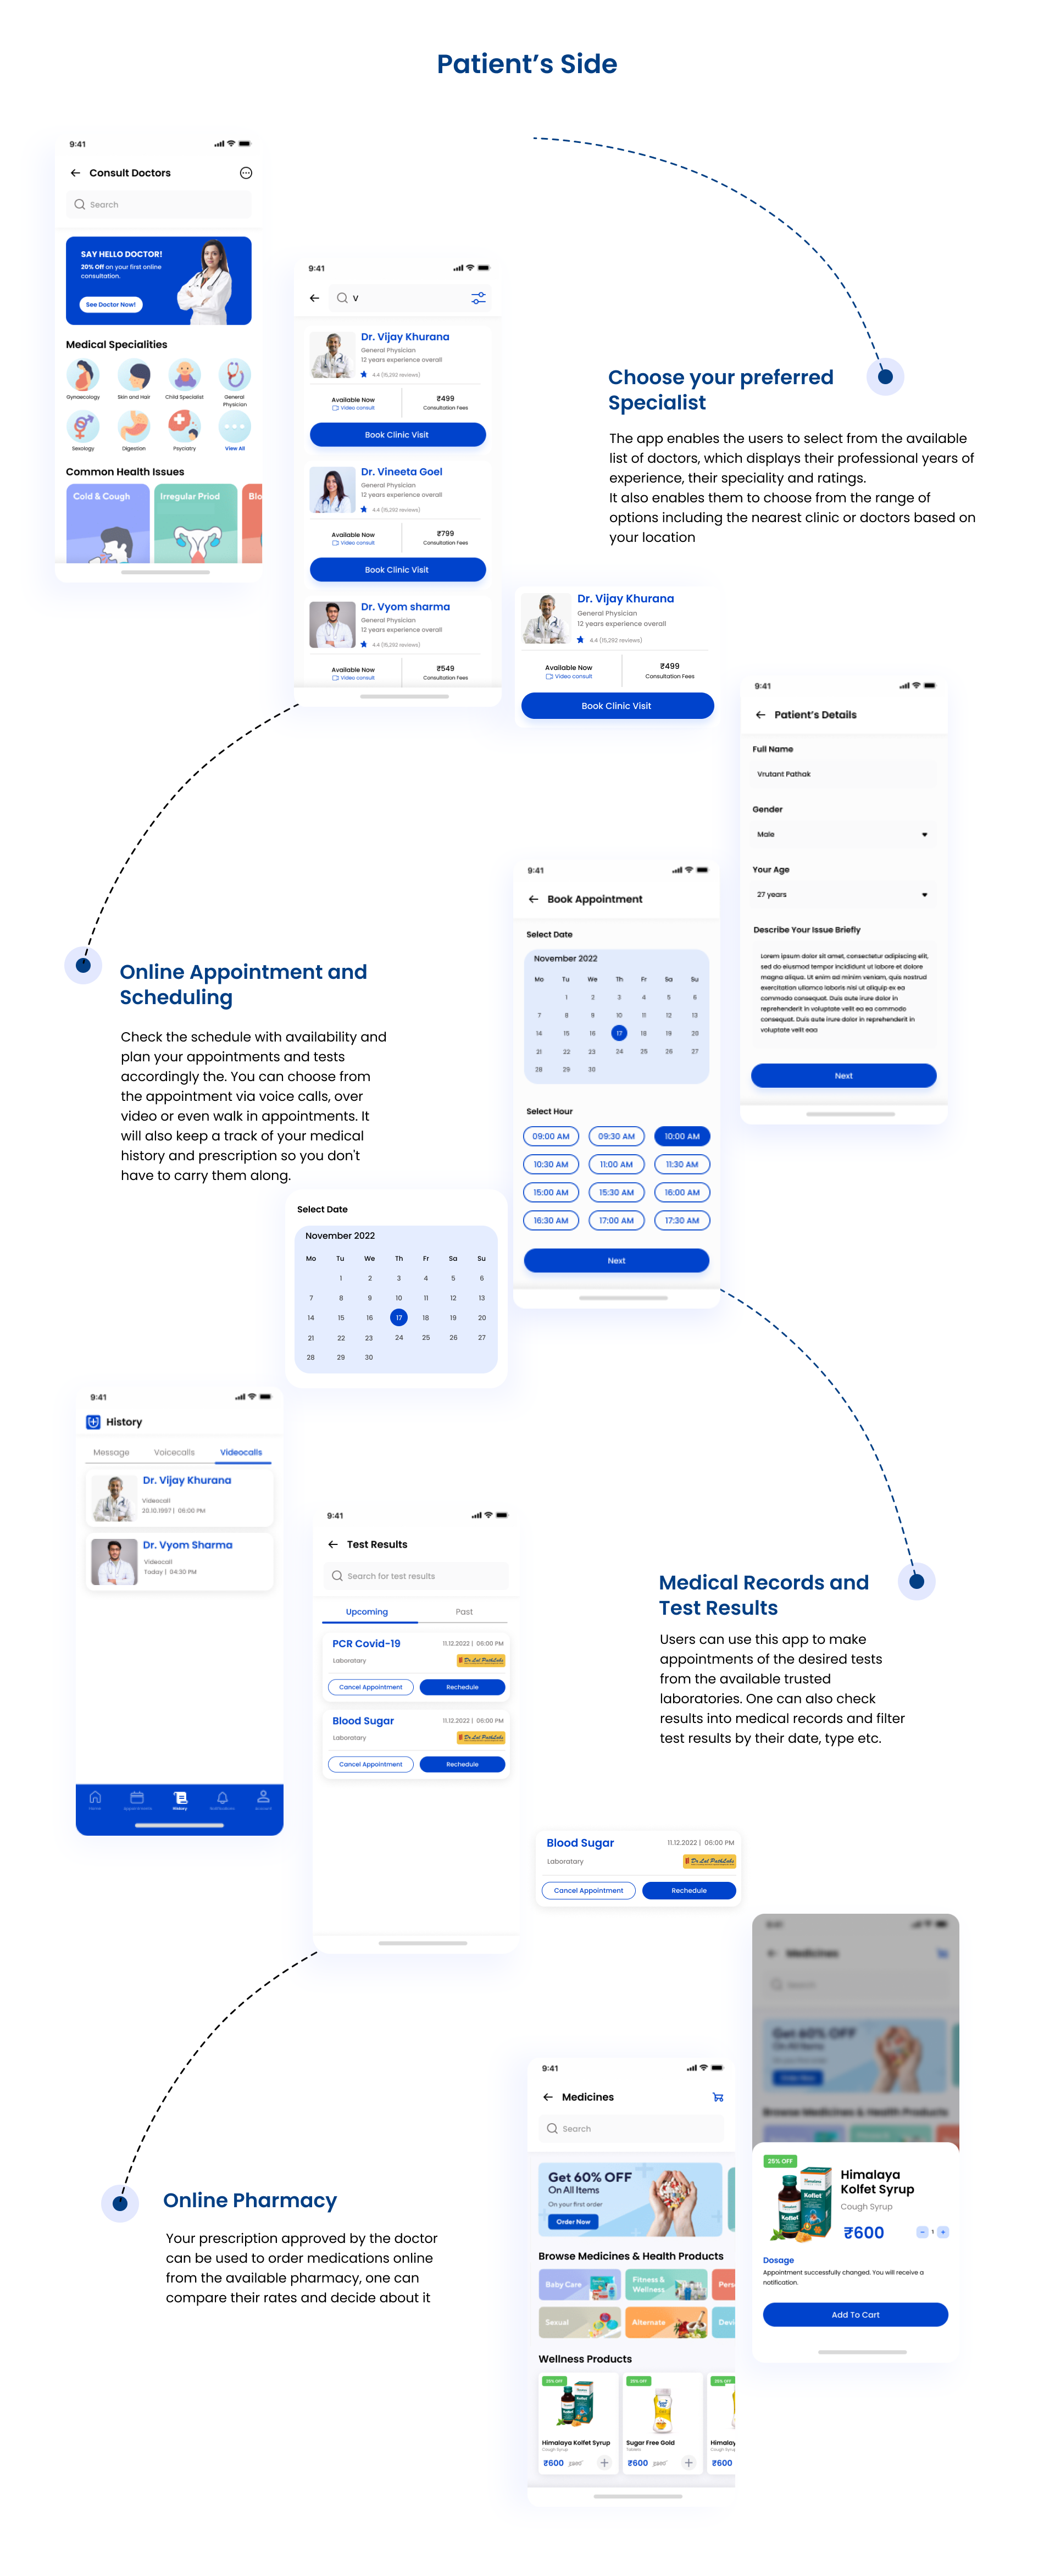 Patient's Side
9:41
Consult Doctors
Search
SAY HELLO DOCTOR!
20% Off on your first online
consultation.
See Doctor Now!
Medical Specialities
Gynaecology Skin and Hair Child Specialist General
Physician
Sexology Digestion Psyciatry View All
Common Health Issues
Cold & Cough Irregular Priod Blo
9:41
V
Dr. Vijay Khurana
General Physician
12 years experience overall
4.4 (15,292 reviews)
Available Now ₹499
Video consult Consultation Fees
Book Clinic Visit
Dr. Vineeta Goel
General Physician
12 years experience overall
4.4 (15,292 reviews)
Available Now ₹799
Video consult Consultation Fees
Book Clinic Visit
Dr. Vyom sharma
General Physician
12 years experience overall
4.4 (15,292 reviews)
Available Now ₹549
Video consult Consultation Fees
Choose your preferred
Specialist
The app enables the users to select from the available
list of doctors, which displays their professional years of
experience, their speciality and ratings.
It also enables them to choose from the range of
options including the nearest clinic or doctors based on
your location
Dr. Vijay Khurana
General Physician
12 years experience overall
4.4 (15,292 reviews)
Available Now ₹499
Video consult Consultation Fees
Book Clinic Visit
9:41
Patient's Details
Full Name
Vrutant Pathak
Gender
Male
Your Age
27 years
Describe Your Issue Briefly
Lorem ipsum dolor sit amet, consectetur adipiscing elit,
sed do eiusmod tempor incididunt ut labore et dolore
magna aliqua. Ut enim ad minim veniam, quis nostrud
exercitation ullamco laboris nisi ut aliquip ex ea
commodo consequat. Duis aute irure dolor in
reprehenderit in voluptate velit ea ea commodo
consequat. Duis aute irure dolor in reprehenderit in
voluptate velit eaa
Next
9:41
Book Appointment
Select Date
November 2022
Mo Tu We Th Fr Sa Su
1 2 3 4 5 6
7 8 9 10 11 12 13
14 15 16 17 18 19 20
21 22 23 24 25 26 27
28 29 30
Select Hour
09:00 AM 09:30 AM 10:00 AM
10:30 AM 11:00 AM 11:30 AM
15:00 AM 15:30 AM 16:00 AM
16:30 AM 17:00 AM 17:30 AM
Next
Online Appointment and
Scheduling
Check the schedule with availability and
plan your appointments and tests
accordingly the. You can choose from
the appointment via voice calls, over
video or even walk in appointments. It
will also keep a track of your medical
history and prescription so you don't
have to carry them along.
Select Date
November 2022
Mo Tu We Th Fr Sa Su
1 2 3 4 5 6
7 8 9 10 11 12 13
14 15 16 17 18 19 20
21 22 23 24 25 26 27
28 29 30
9:41
History
Message Voicecalls Videocalls
Dr. Vijay Khurana
Videocall
20.10.1997 | 06:00 PM
Dr. Vyom Sharma
Videocall
Today | 04:30 PM
Home Appointments History Notifications Account
9:41
Test Results
Search for test results
Upcoming Past
PCR Covid-19 11.12.2022 | 06:00 PM
Laboratary Dr Lal PathLabs
Cancel Appointment Rechedule
Blood Sugar 11.12.2022 | 06:00 PM
Laboratary Dr Lal PathLabs
Cancel Appointment Rechedule
Medical Records and
Test Results
Users can use this app to make
appointments of the desired tests
from the available trusted
laboratories. One can also check
results into medical records and filter
test results by their date, type etc.
Blood Sugar 11.12.2022 | 06:00 PM
Laboratary Dr Lal PathLabs
Cancel Appointment Rechedule
9:41
Medicines
Search
Get 60% OFF
On All Items
On your first order
Order Now
Browse Medicines & Health Products
25% OFF
Himalaya
Kolfet Syrup
Cough Syrup
₹600 − 1 +
Dosage
Appointment successfully changed. You will receive a
notification.
Add To Cart
Online Pharmacy
Your prescription approved by the doctor
can be used to order medications online
from the available pharmacy, one can
compare their rates and decide about it
9:41
Medicines
Search
Get 60% OFF
On All Items
On your first order
Order Now
Browse Medicines & Health Products
Baby Care Fitness & Wellness Pers
Sexual Alternate Devi
Wellness Products
25% OFF 25% OFF 25% OFF
Himalaya Kolfet Syrup Sugar Free Gold Himalay
Cough Syrup Tablets Cough Syr
₹600 ₹600 ₹600